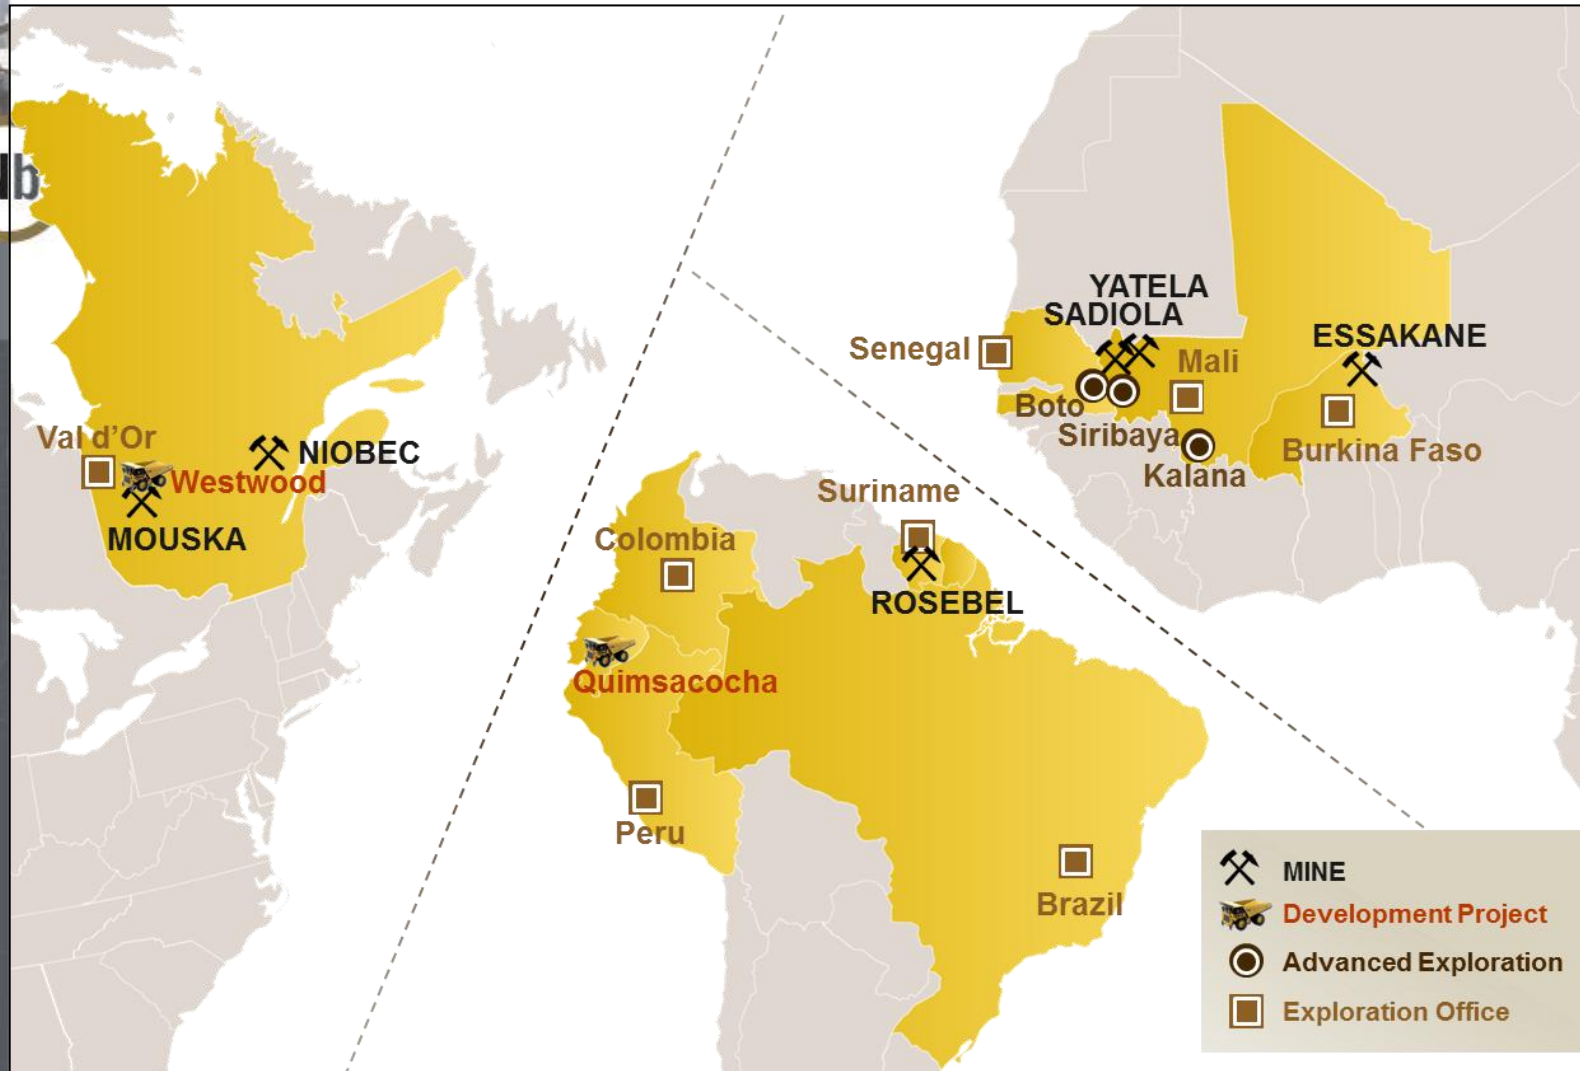 Nb
Val d'Or
Westwood
NIOBEC
MOUSKA
Colombia
Suriname
ROSEBEL
Quimsacocha
Peru
Brazil
YATELA
SADIOLA
Senegal
Mali
ESSAKANE
Boto
Siribaya
Kalana
Burkina Faso
MINE
Development Project
Advanced Exploration
Exploration Office